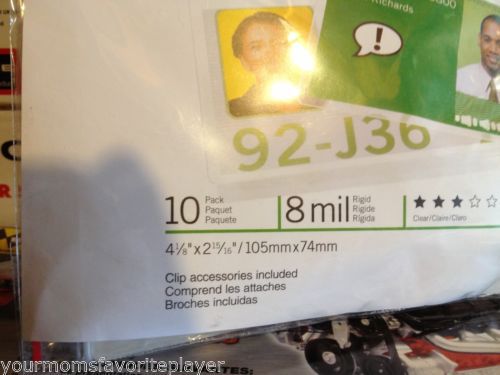 Richards
92-J36
10 Pack
Paquet
Paquete
8 mil Rigid
Rigide
Rígida
Clear/Claire/Claro
4 1/8" x 2 15/16" / 105mm x 74mm
Clip accessories included
Comprend les attaches
Broches incluidas
yourmomsfavoriteplayer